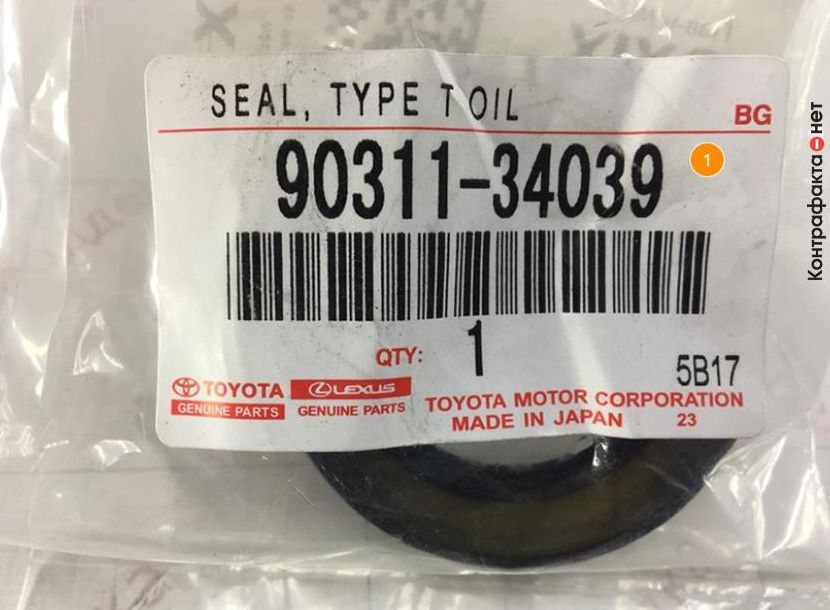 SEAL, TYPE T OIL
BG
90311-34039
1
QTY: 1
5B17
TOYOTA
GENUINE PARTS
LEXUS
GENUINE PARTS
TOYOTA MOTOR CORPORATION
MADE IN JAPAN 23
Контрафакта нет